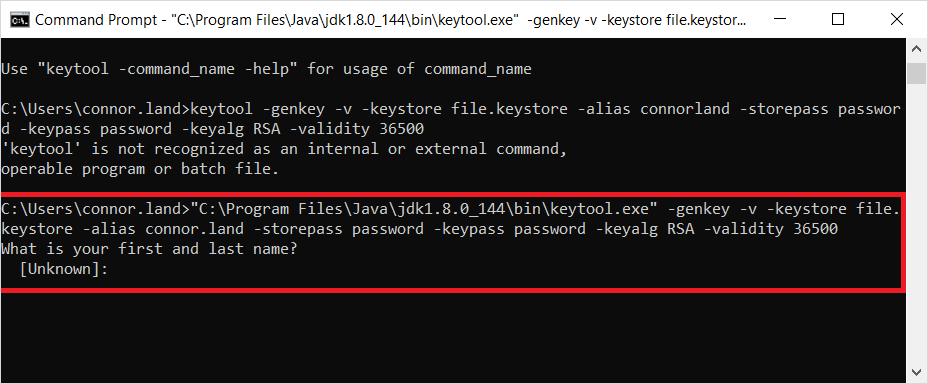 Command Prompt - "C:\Program Files\Java\jdk1.8.0_144\bin\keytool.exe" -genkey -v -keystore file.keystor...
Use "keytool -command_name -help" for usage of command_name
C:\Users\connor.land>keytool -genkey -v -keystore file.keystore -alias connorland -storepass passwor
d -keypass password -keyalg RSA -validity 36500
'keytool' is not recognized as an internal or external command,
operable program or batch file.
C:\Users\connor.land>"C:\Program Files\Java\jdk1.8.0_144\bin\keytool.exe" -genkey -v -keystore file.
keystore -alias connor.land -storepass password -keypass password -keyalg RSA -validity 36500
What is your first and last name?
[Unknown]: